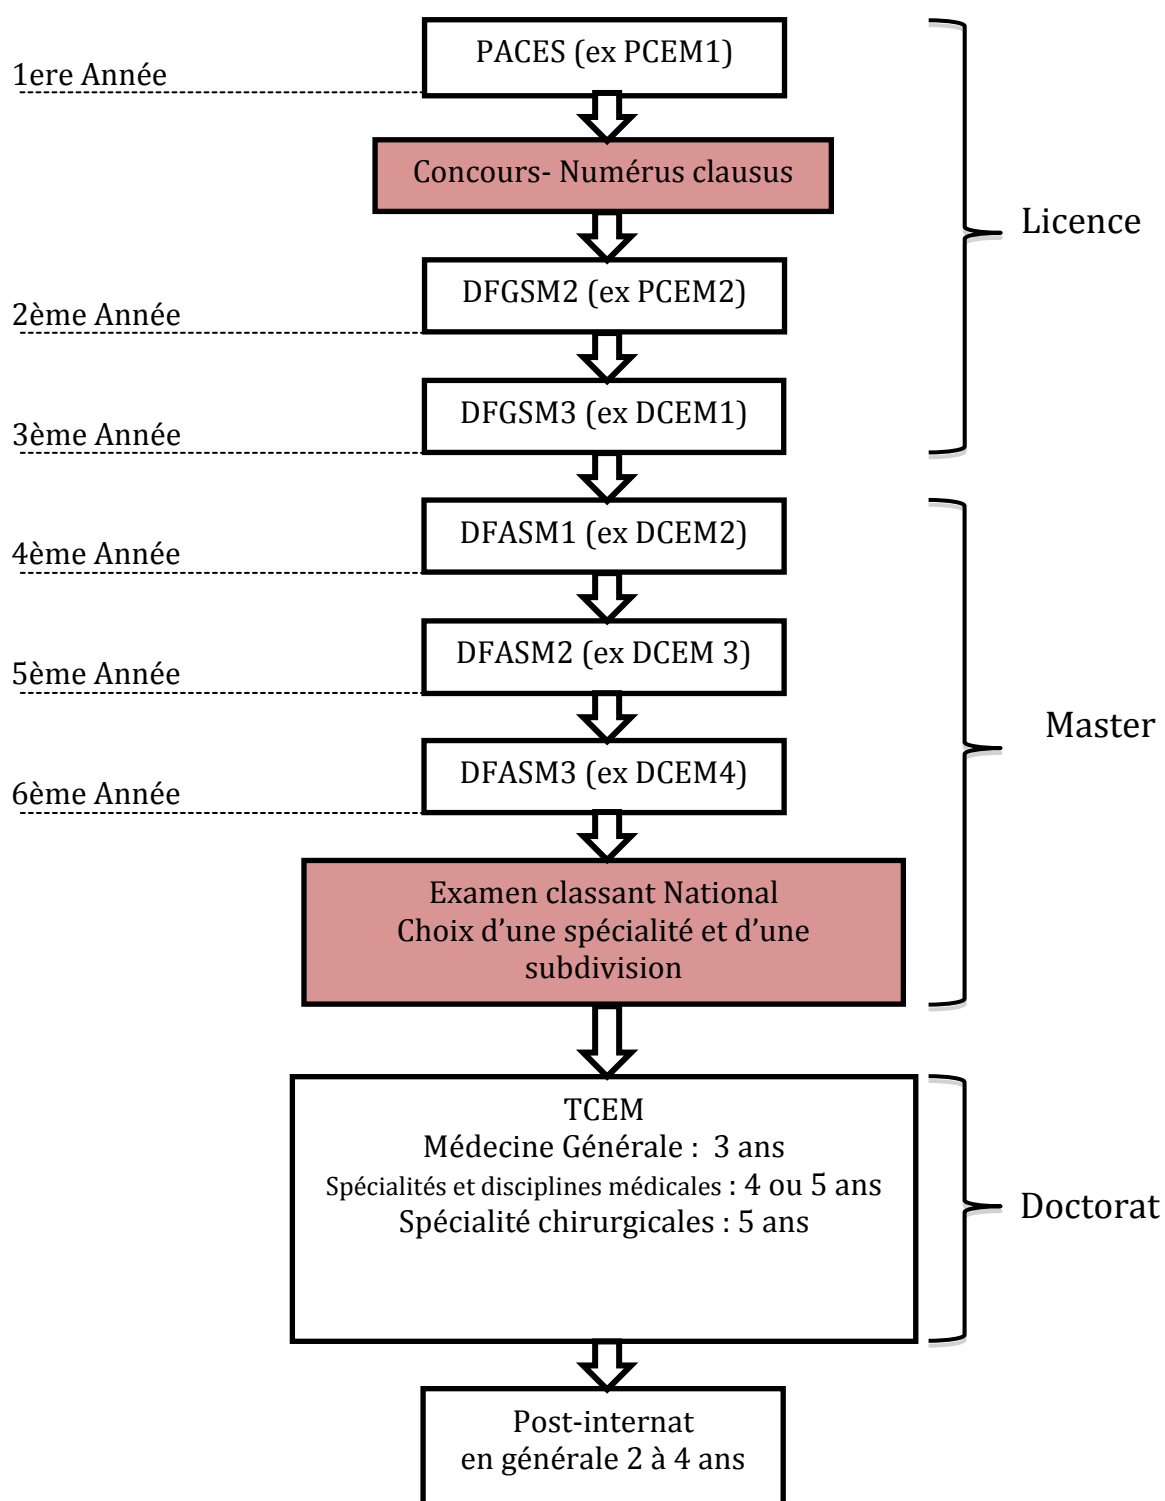 PACES (ex PCEM1)
1ere Année
Concours- Numérus clausus
Licence
DFGSM2 (ex PCEM2)
2ème Année
DFGSM3 (ex DCEM1)
3ème Année
DFASM1 (ex DCEM2)
4ème Année
DFASM2 (ex DCEM 3)
5ème Année
Master
DFASM3 (ex DCEM4)
6ème Année
Examen classant National
Choix d’une spécialité et d’une
subdivision
TCEM
Médecine Générale :  3 ans
Spécialités et disciplines médicales : 4 ou 5 ans
Spécialité chirurgicales : 5 ans
Doctorat
Post-internat
en générale 2 à 4 ans